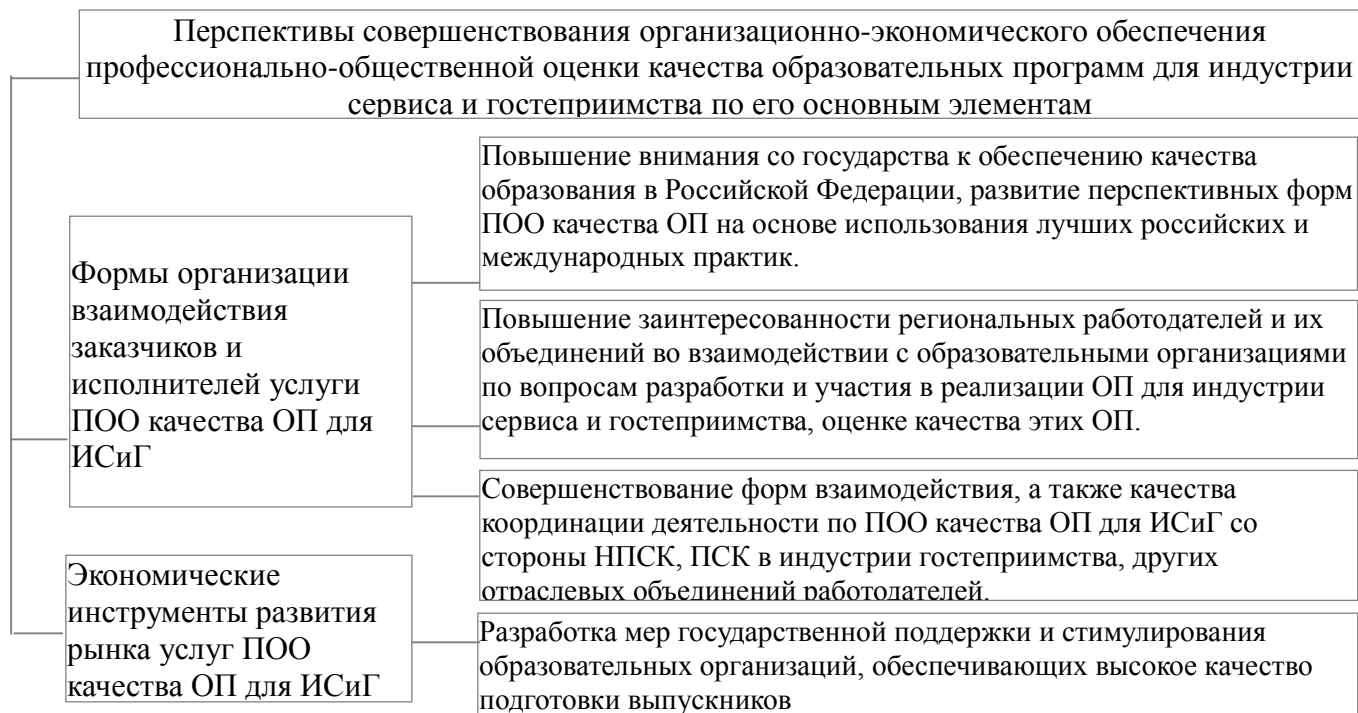 Перспективы совершенствования организационно-экономического обеспечения
профессионально-общественной оценки качества образовательных программ для индустрии
сервиса и гостеприимства по его основным элементам
Формы организации
взаимодействия
заказчиков и
исполнителей услуги
ПОО качества ОП для
ИСиГ
Повышение внимания со государства к обеспечению качества
образования в Российской Федерации, развитие перспективных форм
ПОО качества ОП на основе использования лучших российских и
международных практик.
Повышение заинтересованности региональных работодателей и их
объединений во взаимодействии с образовательными организациями
по вопросам разработки и участия в реализации ОП для индустрии
сервиса и гостеприимства, оценке качества этих ОП.
Совершенствование форм взаимодействия, а также качества
координации деятельности по ПОО качества ОП для ИСиГ со
стороны НПСК, ПСК в индустрии гостеприимства, других
отраслевых объединений работодателей.
Экономические
инструменты развития
рынка услуг ПОО
качества ОП для ИСиГ
Разработка мер государственной поддержки и стимулирования
образовательных организаций, обеспечивающих высокое качество
подготовки выпускников